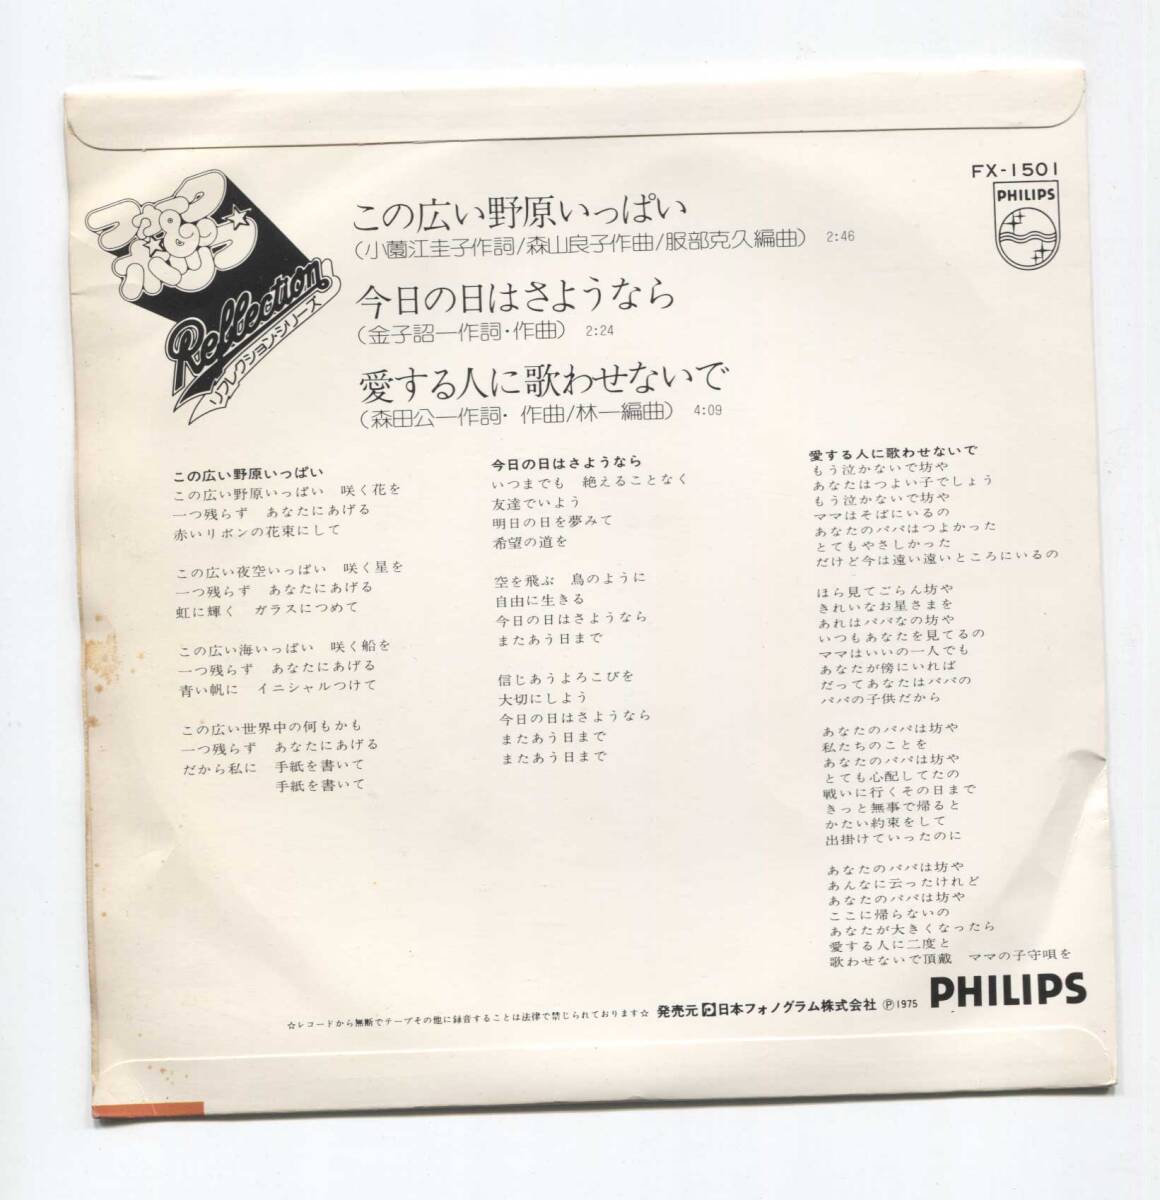 フォーク
&
ポップ
Reflection
リフレクション・シリーズ
FX-1501
PHILIPS
この広い野原いっぱい
(小薗江圭子作詞/森山良子作曲/服部克久編曲) 2:46
今日の日はさようなら
(金子詔一作詞・作曲) 2:24
愛する人に歌わせないで
(森田公一作詞・作曲/林一編曲) 4:09
この広い野原いっぱい
この広い野原いっぱい　咲く花を
一つ残らず　あなたにあげる
赤いリボンの花束にして
この広い夜空いっぱい　咲く星を
一つ残らず　あなたにあげる
虹に輝く　ガラスにつめて
この広い海いっぱい　咲く船を
一つ残らず　あなたにあげる
青い帆に　イニシャルつけて
この広い世界中の何もかも
一つ残らず　あなたにあげる
だから私に　手紙を書いて
手紙を書いて
今日の日はさようなら
いつまでも　絶えることなく
友達でいよう
明日の日を夢みて
希望の道を
空を飛ぶ　鳥のように
自由に生きる
今日の日はさようなら
またあう日まで
信じあうよろこびを
大切にしよう
今日の日はさようなら
またあう日まで
またあう日まで
愛する人に歌わせないで
もう泣かないで坊や
あなたはつよい子でしょう
もう泣かないで坊や
ママはそばにいるの
あなたのパパはつよかった
とてもやさしかった
だけど今は遠い遠いところにいるの
ほら見てごらん坊や
きれいなお星さまを
あれはパパなの坊や
いつもあなたを見てるの
ママはいいの一人でも
あなたが傍にいれば
だってあなたはパパの
パパの子供だから
あなたのパパは坊や
私たちのことを
あなたのパパは坊や
とても心配してたの
戦いに行くその日まで
きっと無事で帰ると
かたい約束をして
出掛けていったのに
あなたのパパは坊や
あんなに云ったけれど
あなたのパパは坊や
ここに帰らないの
あなたが大きくなったら
愛する人に二度と
歌わせないで頂戴　ママの子守唄を
☆レコードから無断でテープその他に録音することは法律で禁じられております☆ 発売元 日本フォノグラム株式会社 Ⓟ1975 PHILIPS